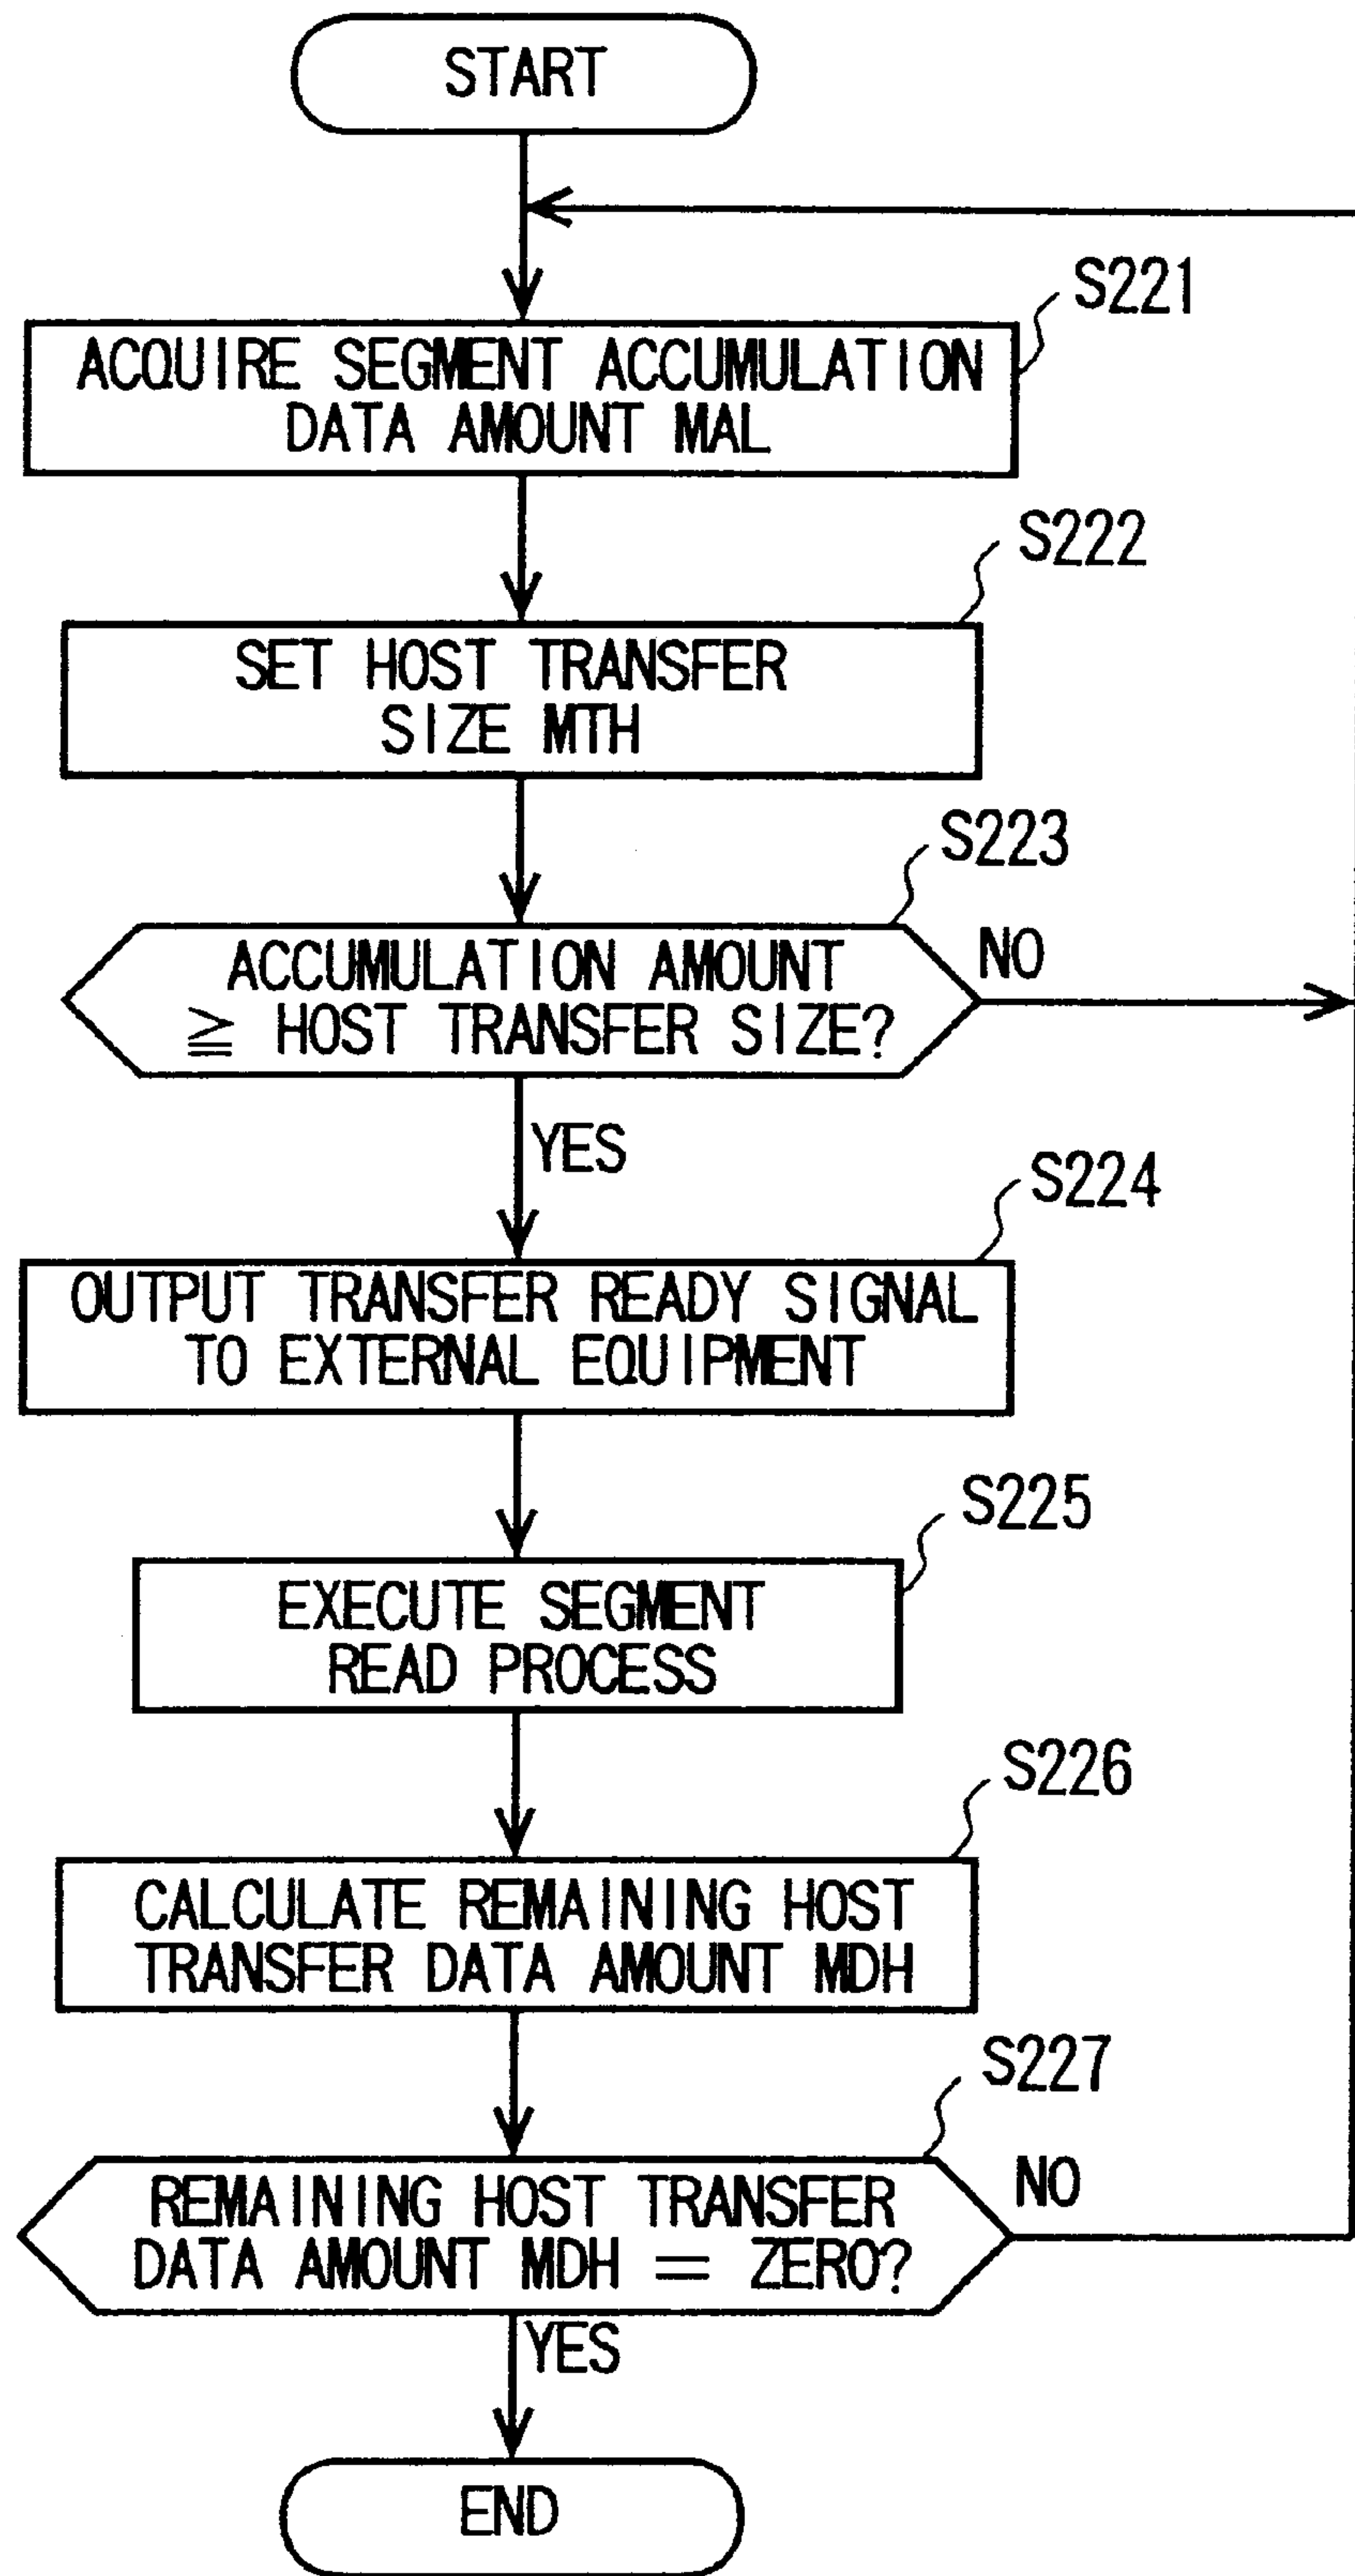 START
S221
ACQUIRE SEGMENT ACCUMULATION
DATA AMOUNT MAL
S222
SET HOST TRANSFER
SIZE MTH
S223
ACCUMULATION AMOUNT
≧ HOST TRANSFER SIZE?
NO
YES
S224
OUTPUT TRANSFER READY SIGNAL
TO EXTERNAL EQUIPMENT
S225
EXECUTE SEGMENT
READ PROCESS
S226
CALCULATE REMAINING HOST
TRANSFER DATA AMOUNT MDH
S227
REMAINING HOST TRANSFER
DATA AMOUNT MDH = ZERO?
NO
YES
END